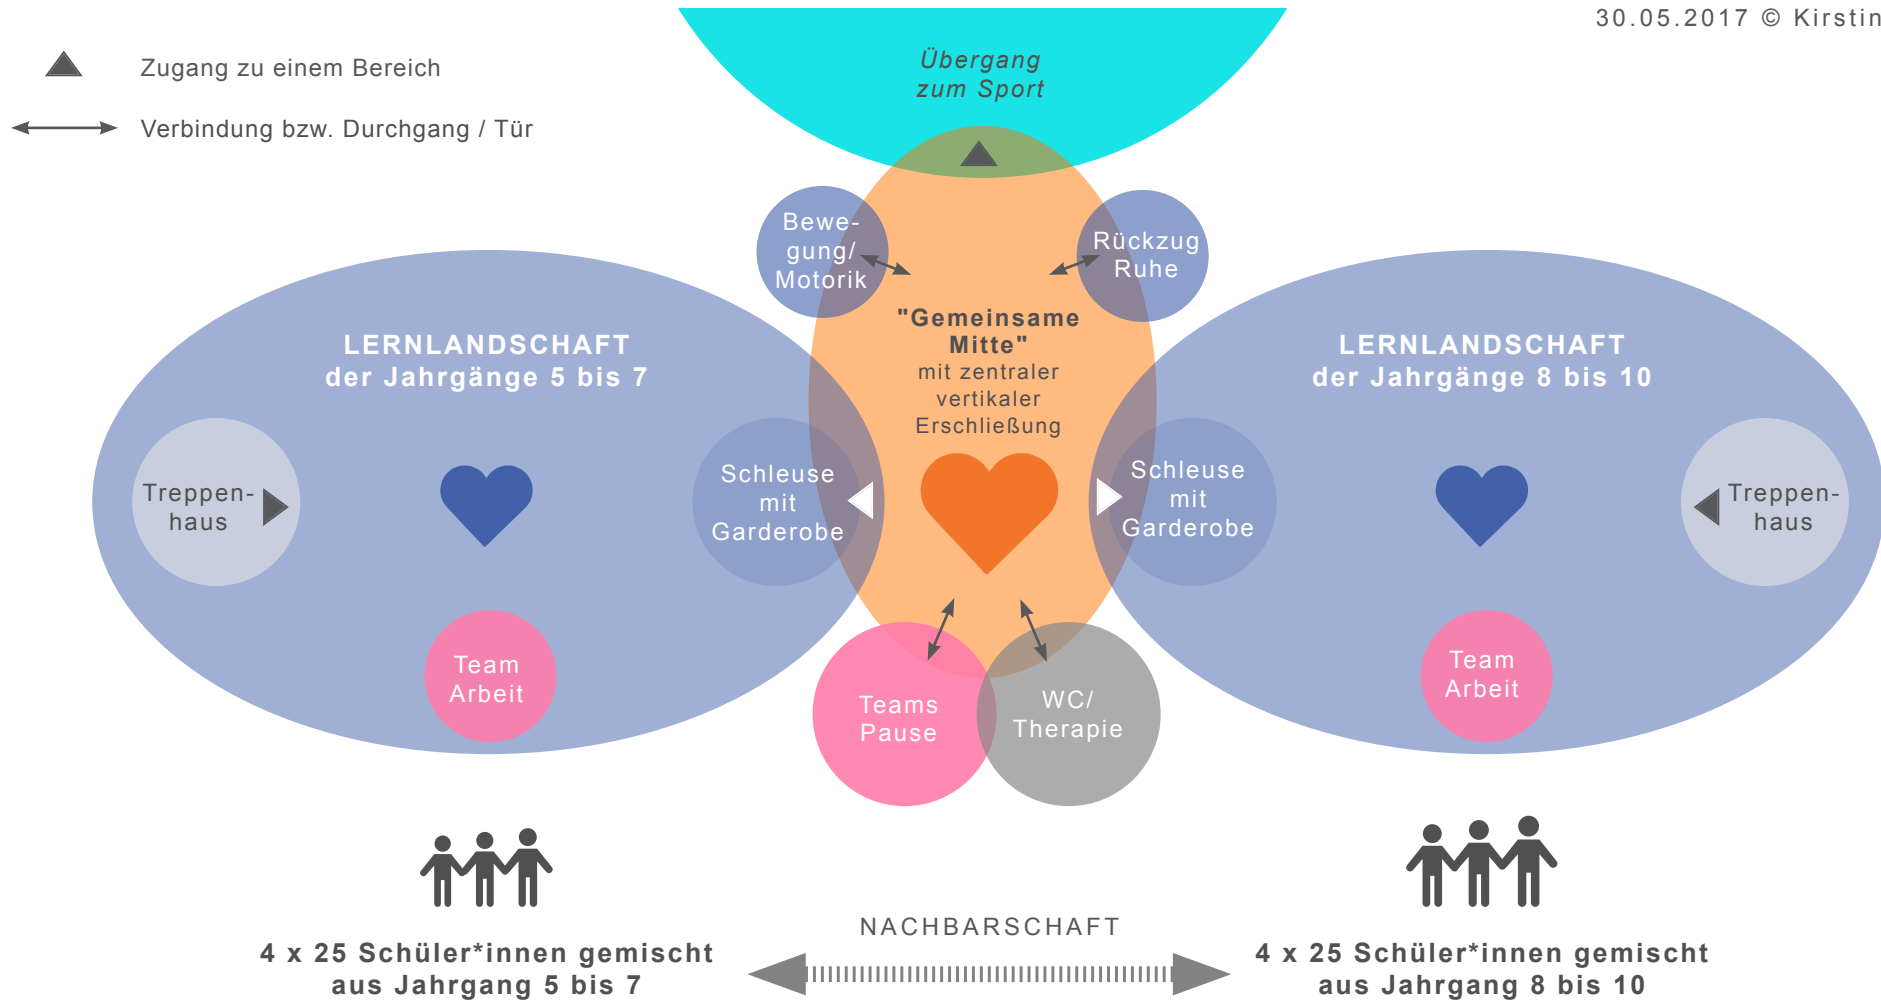 30.05.2017 © Kirstin
Zugang zu einem Bereich
Verbindung bzw. Durchgang / Tür
Übergang
zum Sport
Bewe-
gung/
Motorik
Rückzug
Ruhe
"Gemeinsame
Mitte"
mit zentraler
vertikaler
Erschließung
LERNLANDSCHAFT
der Jahrgänge 5 bis 7
LERNLANDSCHAFT
der Jahrgänge 8 bis 10
Treppen-
haus
Schleuse
mit
Garderobe
Schleuse
mit
Garderobe
Treppen-
haus
Team
Arbeit
Teams
Pause
WC/
Therapie
Team
Arbeit
NACHBARSCHAFT
4 x 25 Schüler*innen gemischt
aus Jahrgang 5 bis 7
4 x 25 Schüler*innen gemischt
aus Jahrgang 8 bis 10